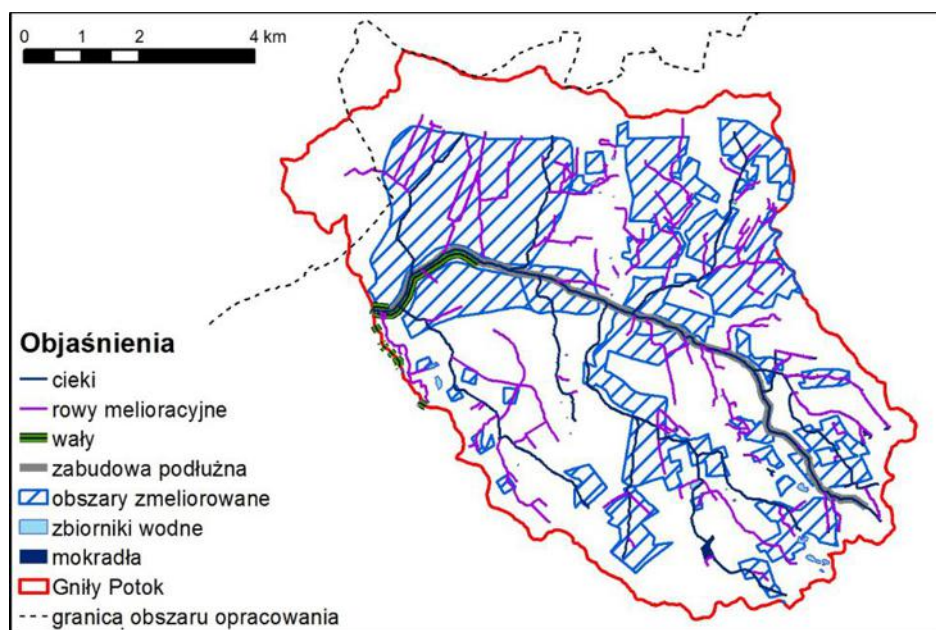 0 1 2 4 km
Objaśnienia
cieki
rowy melioracyjne
wały
zabudowa podłużna
obszary zmeliorowane
zbiorniki wodne
mokradła
Gniły Potok
granica obszaru opracowania